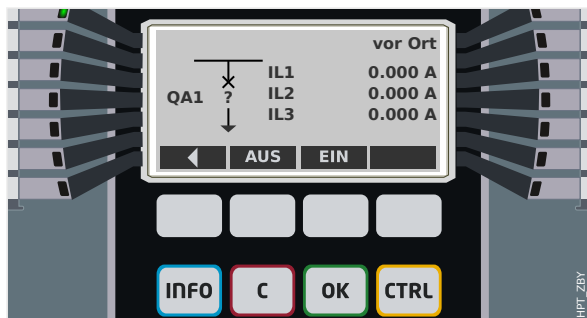 vor Ort
IL1 0.000 A
QA1 ? IL2 0.000 A
IL3 0.000 A
AUS EIN
INFO C OK CTRL
HPT_ZBY